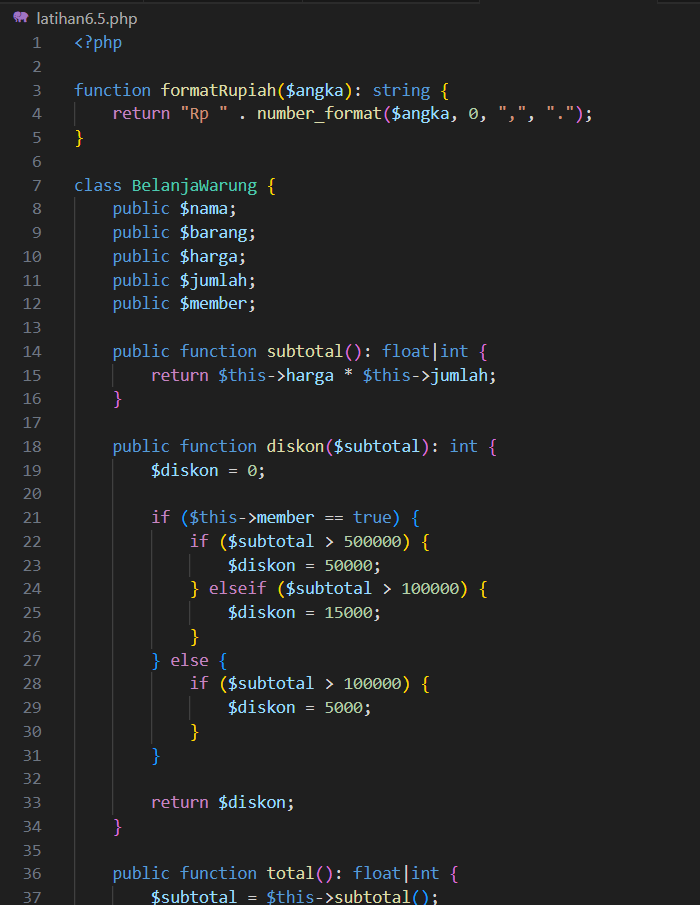 latihan6.5.php
1 <?php
2
3 function formatRupiah($angka): string {
4     return "Rp " . number_format($angka, 0, ",", ".");
5 }
6
7 class BelanjaWarung {
8     public $nama;
9     public $barang;
10     public $harga;
11     public $jumlah;
12     public $member;
13
14     public function subtotal(): float|int {
15         return $this->harga * $this->jumlah;
16     }
17
18     public function diskon($subtotal): int {
19         $diskon = 0;
20
21         if ($this->member == true) {
22             if ($subtotal > 500000) {
23                 $diskon = 50000;
24             } elseif ($subtotal > 100000) {
25                 $diskon = 15000;
26             }
27         } else {
28             if ($subtotal > 100000) {
29                 $diskon = 5000;
30             }
31         }
32
33         return $diskon;
34     }
35
36     public function total(): float|int {
37         $subtotal = $this->subtotal();